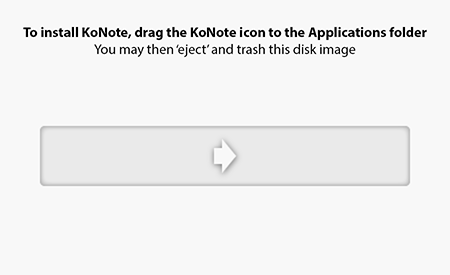 To install KoNote, drag the KoNote icon to the Applications folder
You may then ‘eject’ and trash this disk image